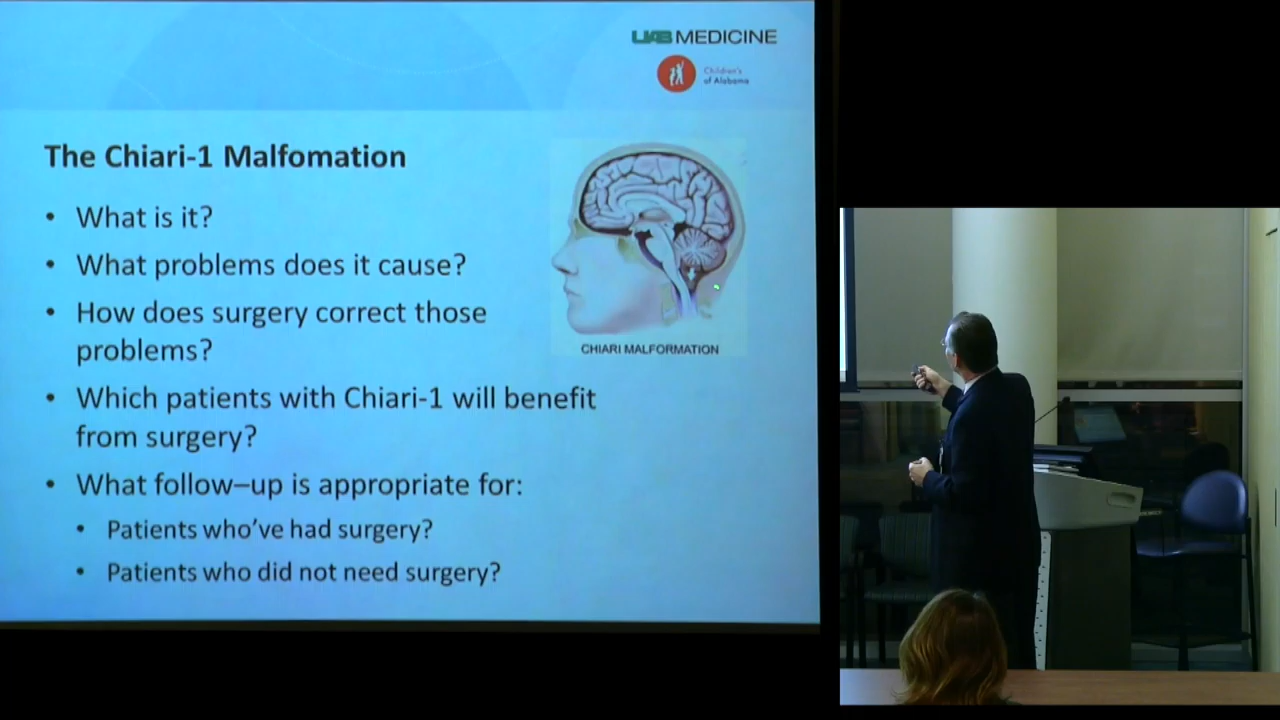 UAB MEDICINE
Children's
of Alabama
The Chiari-1 Malfomation
• What is it?
• What problems does it cause?
• How does surgery correct those
problems?
• Which patients with Chiari-1 will benefit
from surgery?
• What follow–up is appropriate for:
• Patients who've had surgery?
• Patients who did not need surgery?
CHIARI MALFORMATION